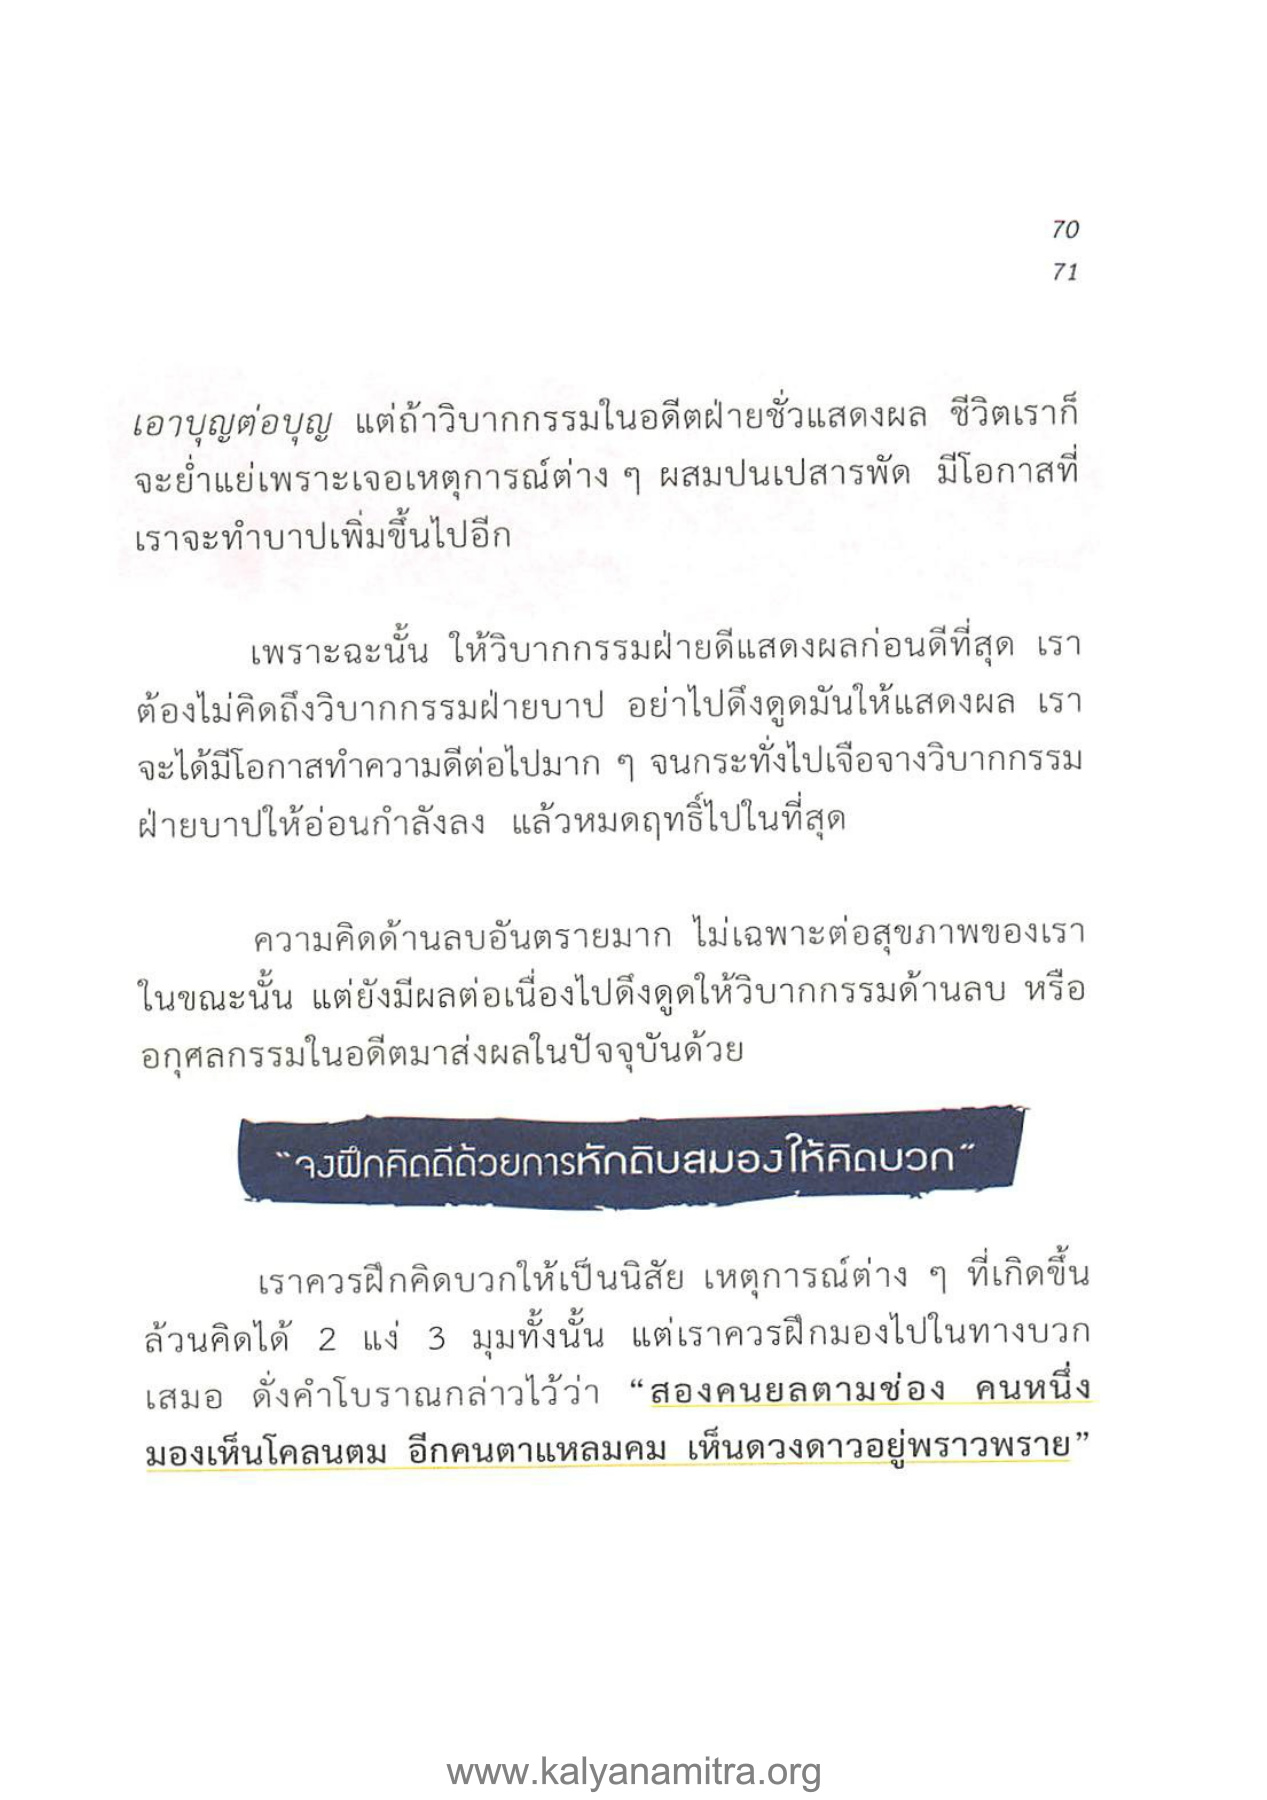 70
71
เอาบุญต่อบุญ แต่ถ้าวิบากกรรมในอดีตฝ่ายชั่วแสดงผล ชีวิตเราก็
จะย่ำแย่เพราะเจอเหตุการณ์ต่าง ๆ ผสมปนเปสารพัด มีโอกาสที่
เราจะทำบาปเพิ่มขึ้นไปอีก
เพราะฉะนั้น ให้วิบากกรรมฝ่ายดีแสดงผลก่อนดีที่สุด เรา
ต้องไม่คิดถึงวิบากกรรมฝ่ายบาป อย่าไปดึงดูดมันให้แสดงผล เรา
จะได้มีโอกาสทำความดีต่อไปมาก ๆ จนกระทั่งไปเจือจางวิบากกรรม
ฝ่ายบาปให้อ่อนกำลังลง แล้วหมดฤทธิ์ไปในที่สุด
ความคิดด้านลบอันตรายมาก ไม่เฉพาะต่อสุขภาพของเรา
ในขณะนั้น แต่ยังมีผลต่อเนื่องไปดึงดูดให้วิบากกรรมด้านลบ หรือ
อกุศลกรรมในอดีตมาส่งผลในปัจจุบันด้วย
“จงฝึกคิดดีด้วยการหักดิบสมองให้คิดบวก”
เราควรฝึกคิดบวกให้เป็นนิสัย เหตุการณ์ต่าง ๆ ที่เกิดขึ้น
ล้วนคิดได้ 2 แง่ 3 มุมทั้งนั้น แต่เราควรฝึกมองไปในทางบวก
เสมอ ดั่งคำโบราณกล่าวไว้ว่า “สองคนยลตามช่อง คนหนึ่ง
มองเห็นโคลนตม อีกคนตาแหลมคม เห็นดวงดาวอยู่พราวพราย”
www.kalyanamitra.org